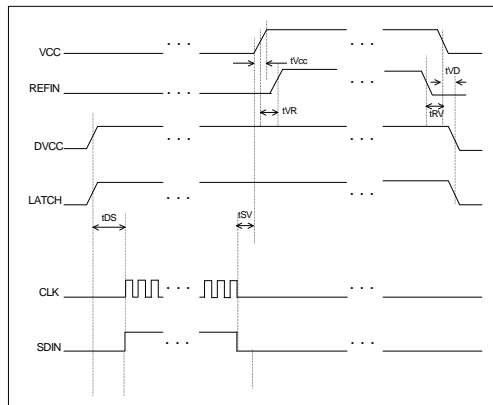 VCC
tVcc
REFIN
tVD
tVR
tRV
DVCC
LATCH
tDS
tSV
CLK
SDIN